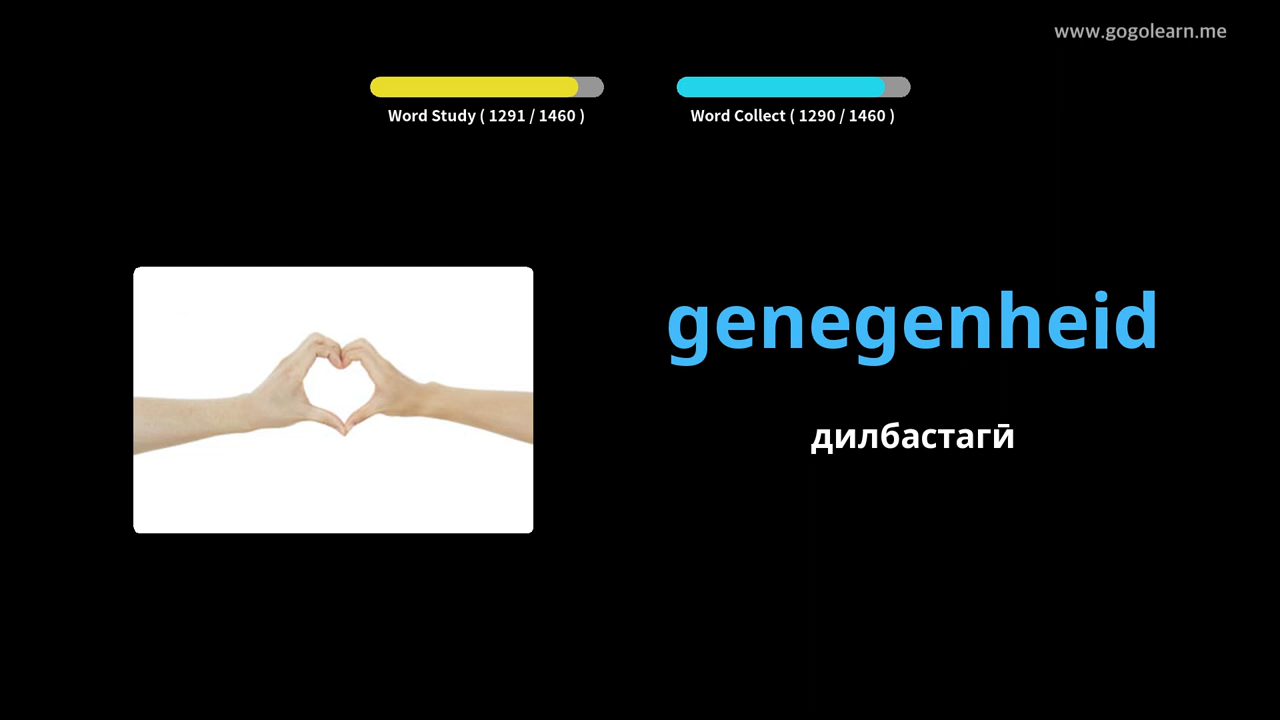 www.gogolearn.me
Word Study ( 1291 / 1460 )
Word Collect ( 1290 / 1460 )
genegenheid
дилбастагӣ